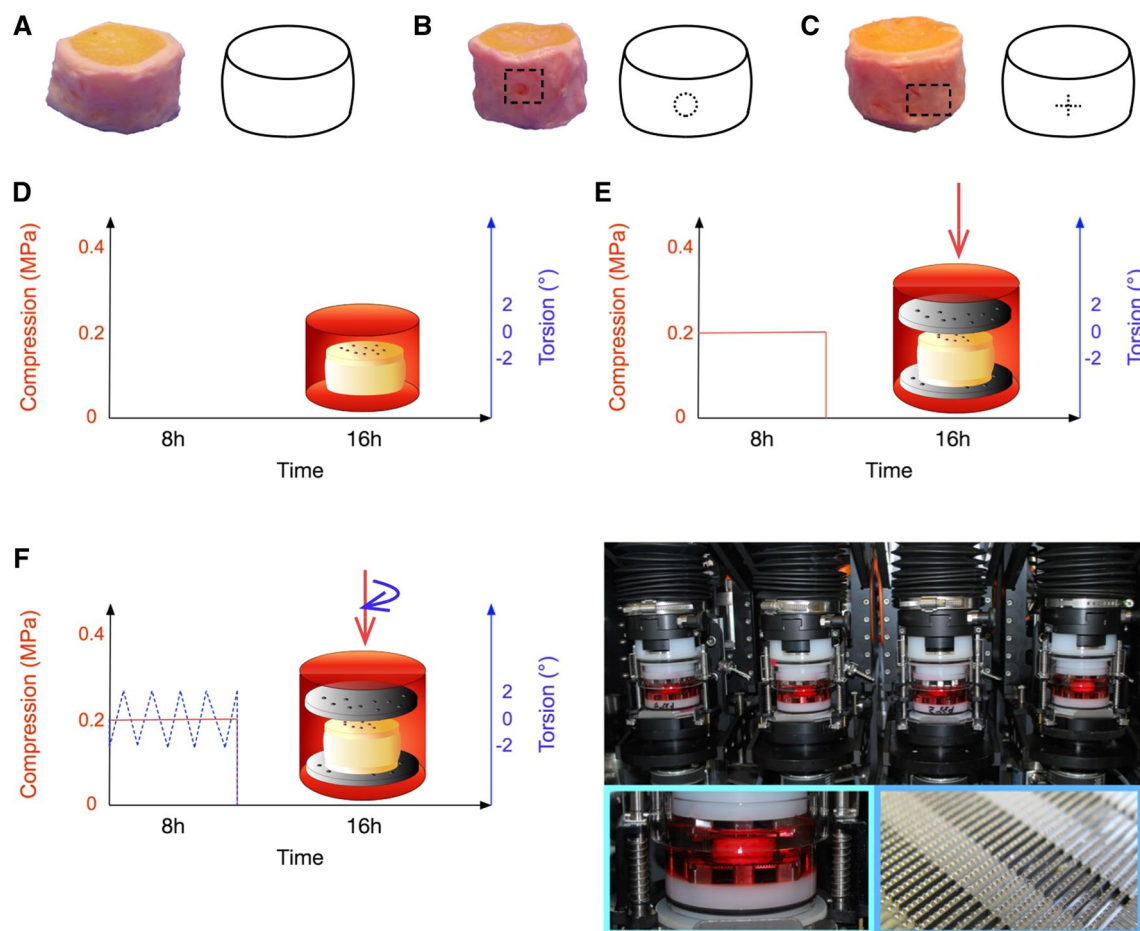 A
B
C
D
Compression (MPa)
0.4
0.2
0
2
0
-2
Torsion (°)
8h
16h
Time
E
Compression (MPa)
0.4
0.2
0
2
0
-2
Torsion (°)
8h
16h
Time
F
Compression (MPa)
0.4
0.2
0
2
0
-2
Torsion (°)
8h
16h
Time